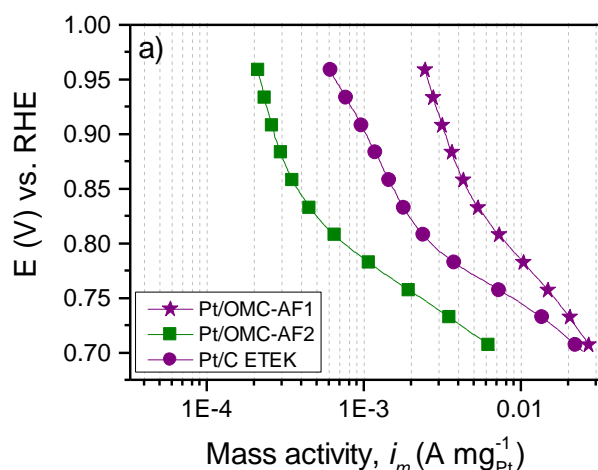 a)
1.00
0.95
0.90
0.85
0.80
0.75
0.70
E (V) vs. RHE
Pt/OMC-AF1
Pt/OMC-AF2
Pt/C ETEK
1E-4 1E-3 0.01
Mass activity, i_m (A mg_Pt^-1)